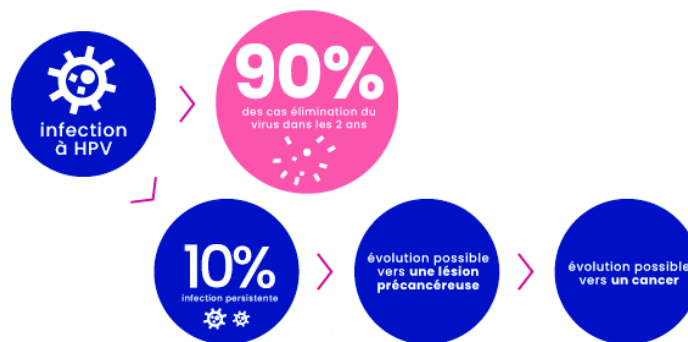 infection
à HPV
90%
des cas élimination du
virus dans les 2 ans
10%
infection persistente
évolution possible
vers une lésion
précancéreuse
évolution possible
vers un cancer